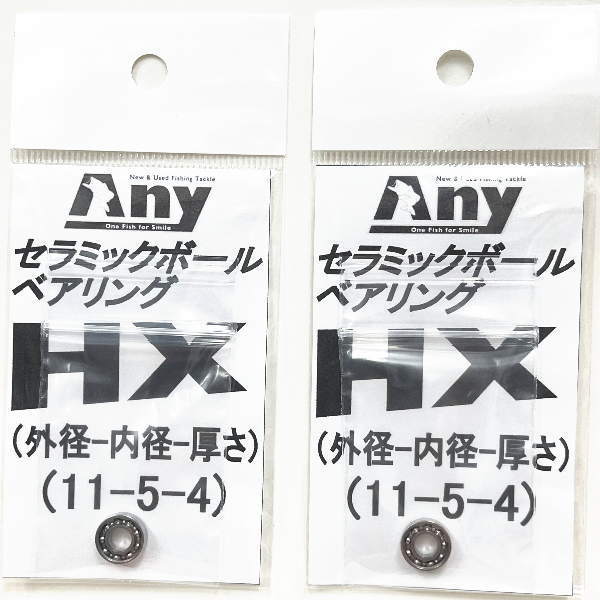 New & Used Fishing Tackle
Any
One Fish for Smile
セラミックボール
ベアリング
HX
(外径-内径-厚さ)
(11-5-4)
New & Used Fishing Tackle
Any
One Fish for Smile
セラミックボール
ベアリング
HX
(外径-内径-厚さ)
(11-5-4)